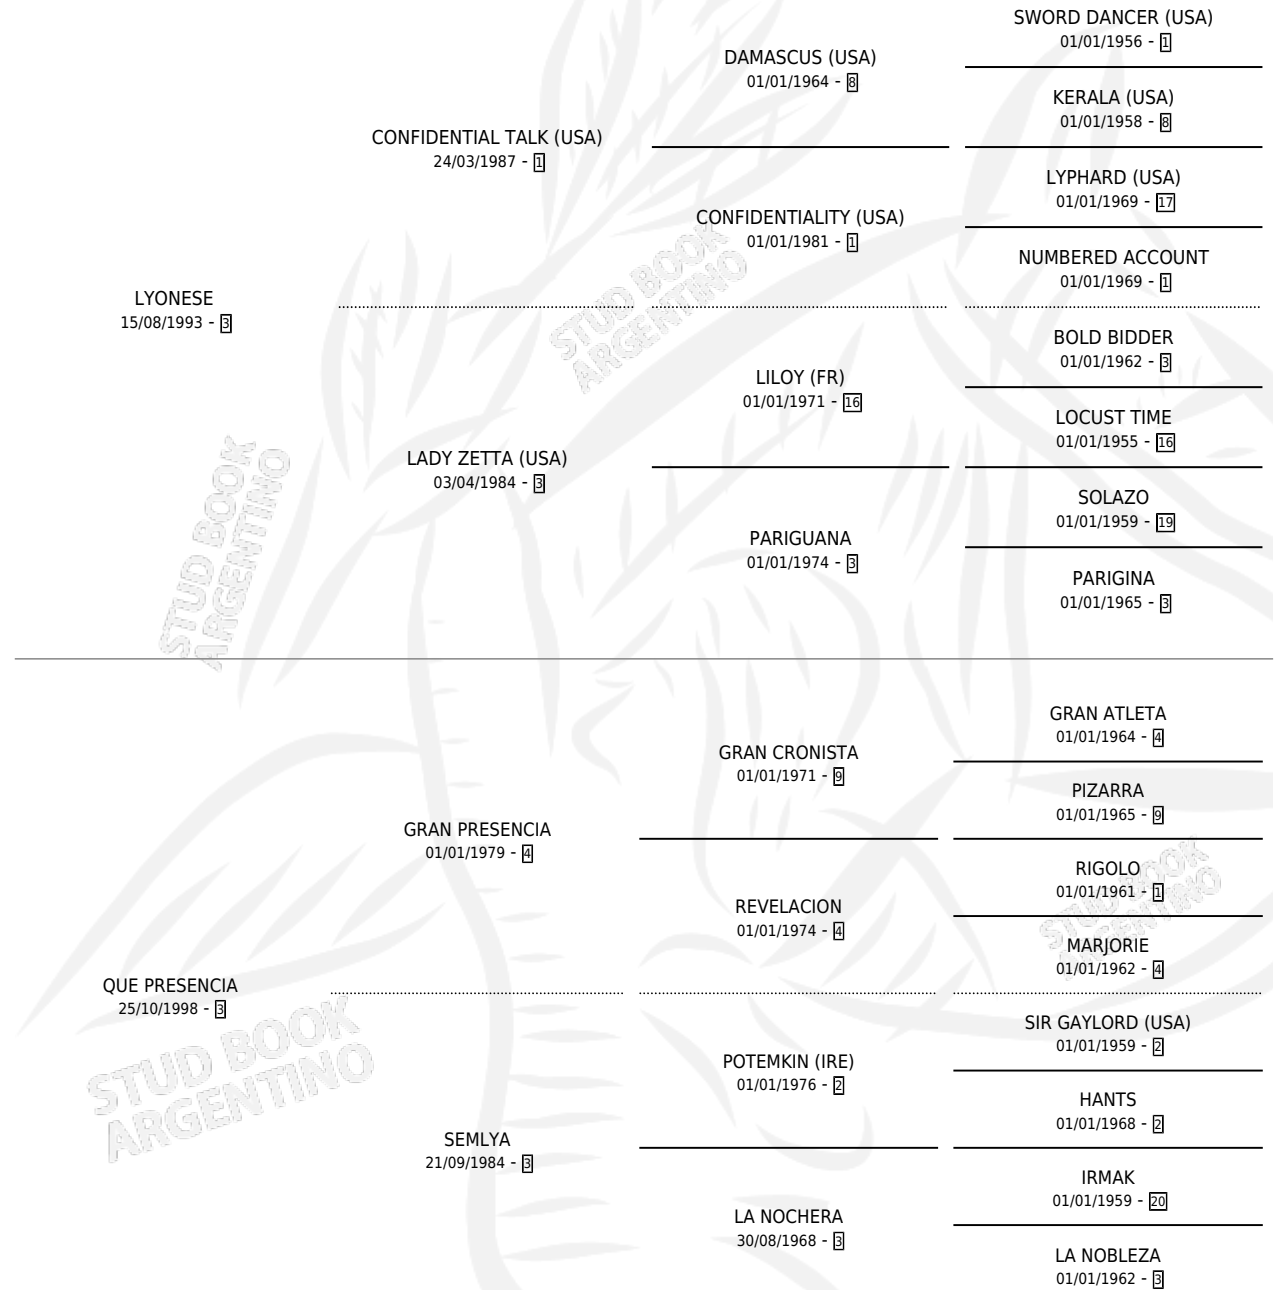 SWORD DANCER (USA)
01/01/1956 - 1
DAMASCUS (USA)
01/01/1964 - 8
KERALA (USA)
01/01/1958 - 8
CONFIDENTIAL TALK (USA)
24/03/1987 - 1
LYPHARD (USA)
01/01/1969 - 17
CONFIDENTIALITY (USA)
01/01/1981 - 1
NUMBERED ACCOUNT
01/01/1969 - 1
LYONESE
15/08/1993 - 3
BOLD BIDDER
01/01/1962 - 3
LILOY (FR)
01/01/1971 - 16
LOCUST TIME
01/01/1955 - 16
LADY ZETTA (USA)
03/04/1984 - 3
SOLAZO
01/01/1959 - 19
PARIGUANA
01/01/1974 - 3
PARIGINA
01/01/1965 - 3
GRAN ATLETA
01/01/1964 - 4
GRAN CRONISTA
01/01/1971 - 9
PIZARRA
01/01/1965 - 9
GRAN PRESENCIA
01/01/1979 - 4
RIGOLO
01/01/1961 - 1
REVELACION
01/01/1974 - 4
MARJORIE
01/01/1962 - 4
QUE PRESENCIA
25/10/1998 - 3
SIR GAYLORD (USA)
01/01/1959 - 2
POTEMKIN (IRE)
01/01/1976 - 2
HANTS
01/01/1968 - 2
SEMLYA
21/09/1984 - 3
IRMAK
01/01/1959 - 20
LA NOCHERA
30/08/1968 - 3
LA NOBLEZA
01/01/1962 - 3
STUD BOOK
ARGENTINO
STUD BOOK
ARGENTINO
STUD BOOK
ARGENTINO
STUD BOOK
ARGENTINO